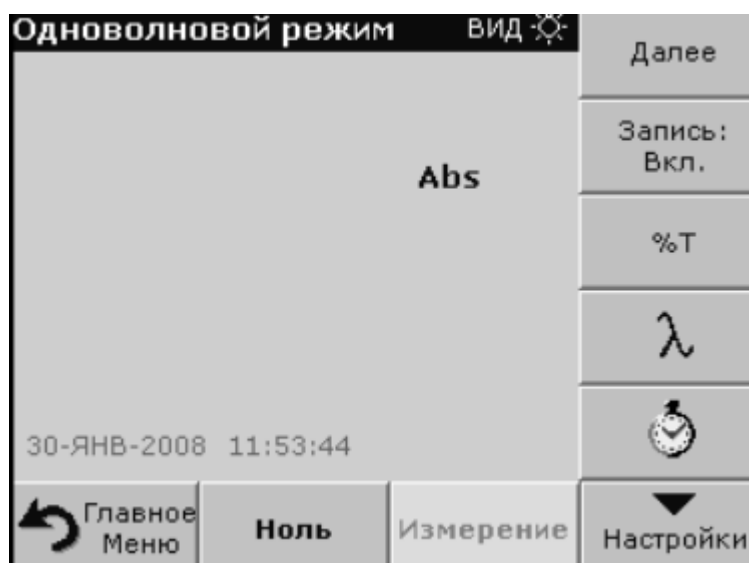 Одноволновой режим ВИД
Далее
Запись:
Вкл.
Abs
%T
λ
30-ЯНВ-2008 11:53:44
Главное
Меню
Ноль
Измерение
Настройки